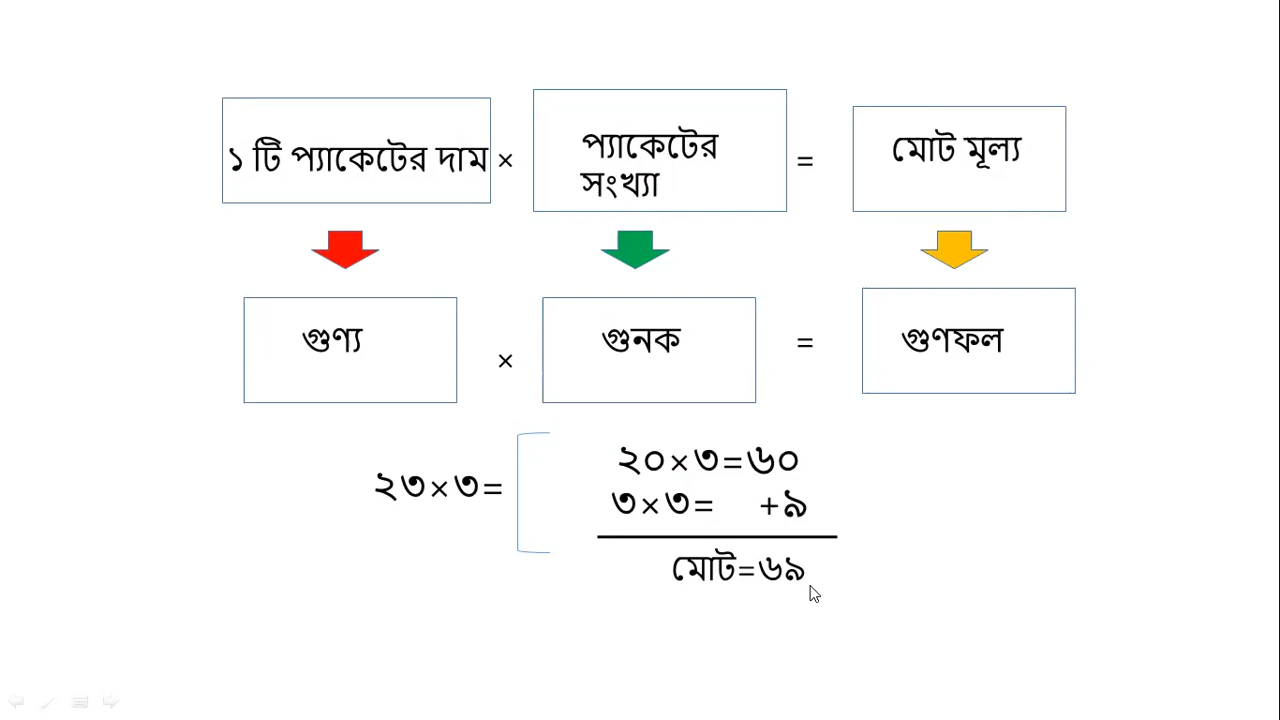 ১ টি প্যাকেটের দাম × প্যাকেটের সংখ্যা = মোট মূল্য
গুণ্য × গুনক = গুণফল
২৩×৩=
২০×৩=৬০
৩×৩= +৯
মোট=৬৯